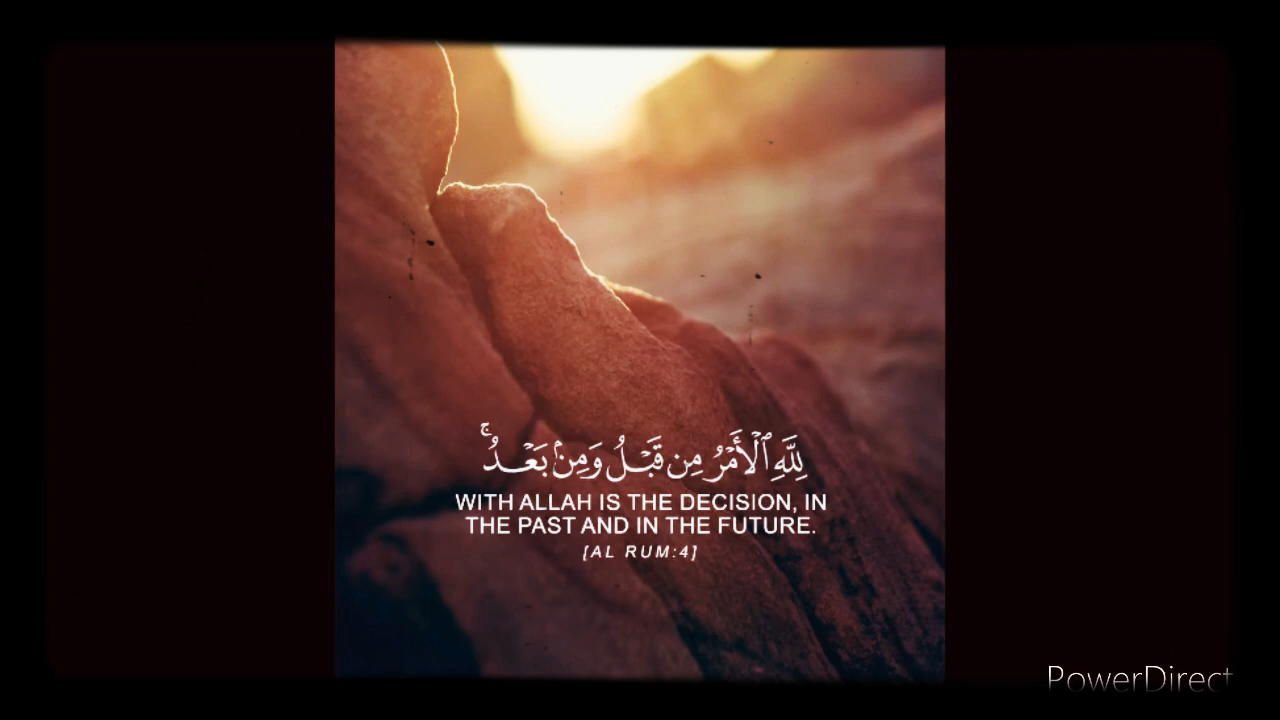 لِلَّهِ ٱلْأَمْرُ مِن قَبْلُ وَمِنۢ بَعْدُ ۚ
WITH ALLAH IS THE DECISION, IN
THE PAST AND IN THE FUTURE.
[AL RUM:4]
PowerDirect